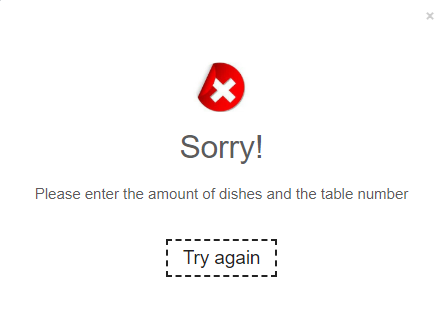 Sorry!
Please enter the amount of dishes and the table number
Try again